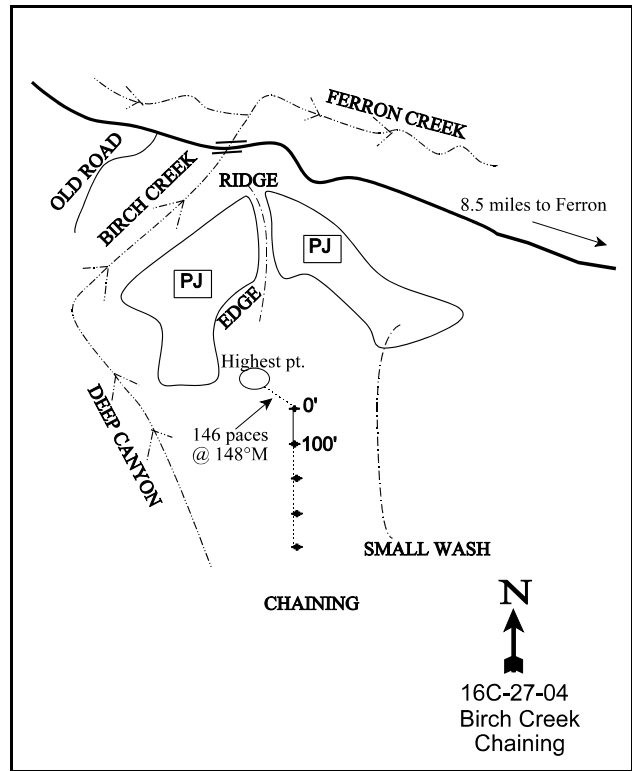 FERRON CREEK
OLD ROAD
BIRCH CREEK
RIDGE
8.5 miles to Ferron
PJ
PJ
EDGE
Highest pt.
0'
146 paces
@ 148°M
100'
DEEP CANYON
SMALL WASH
CHAINING
N
16C-27-04
Birch Creek
Chaining